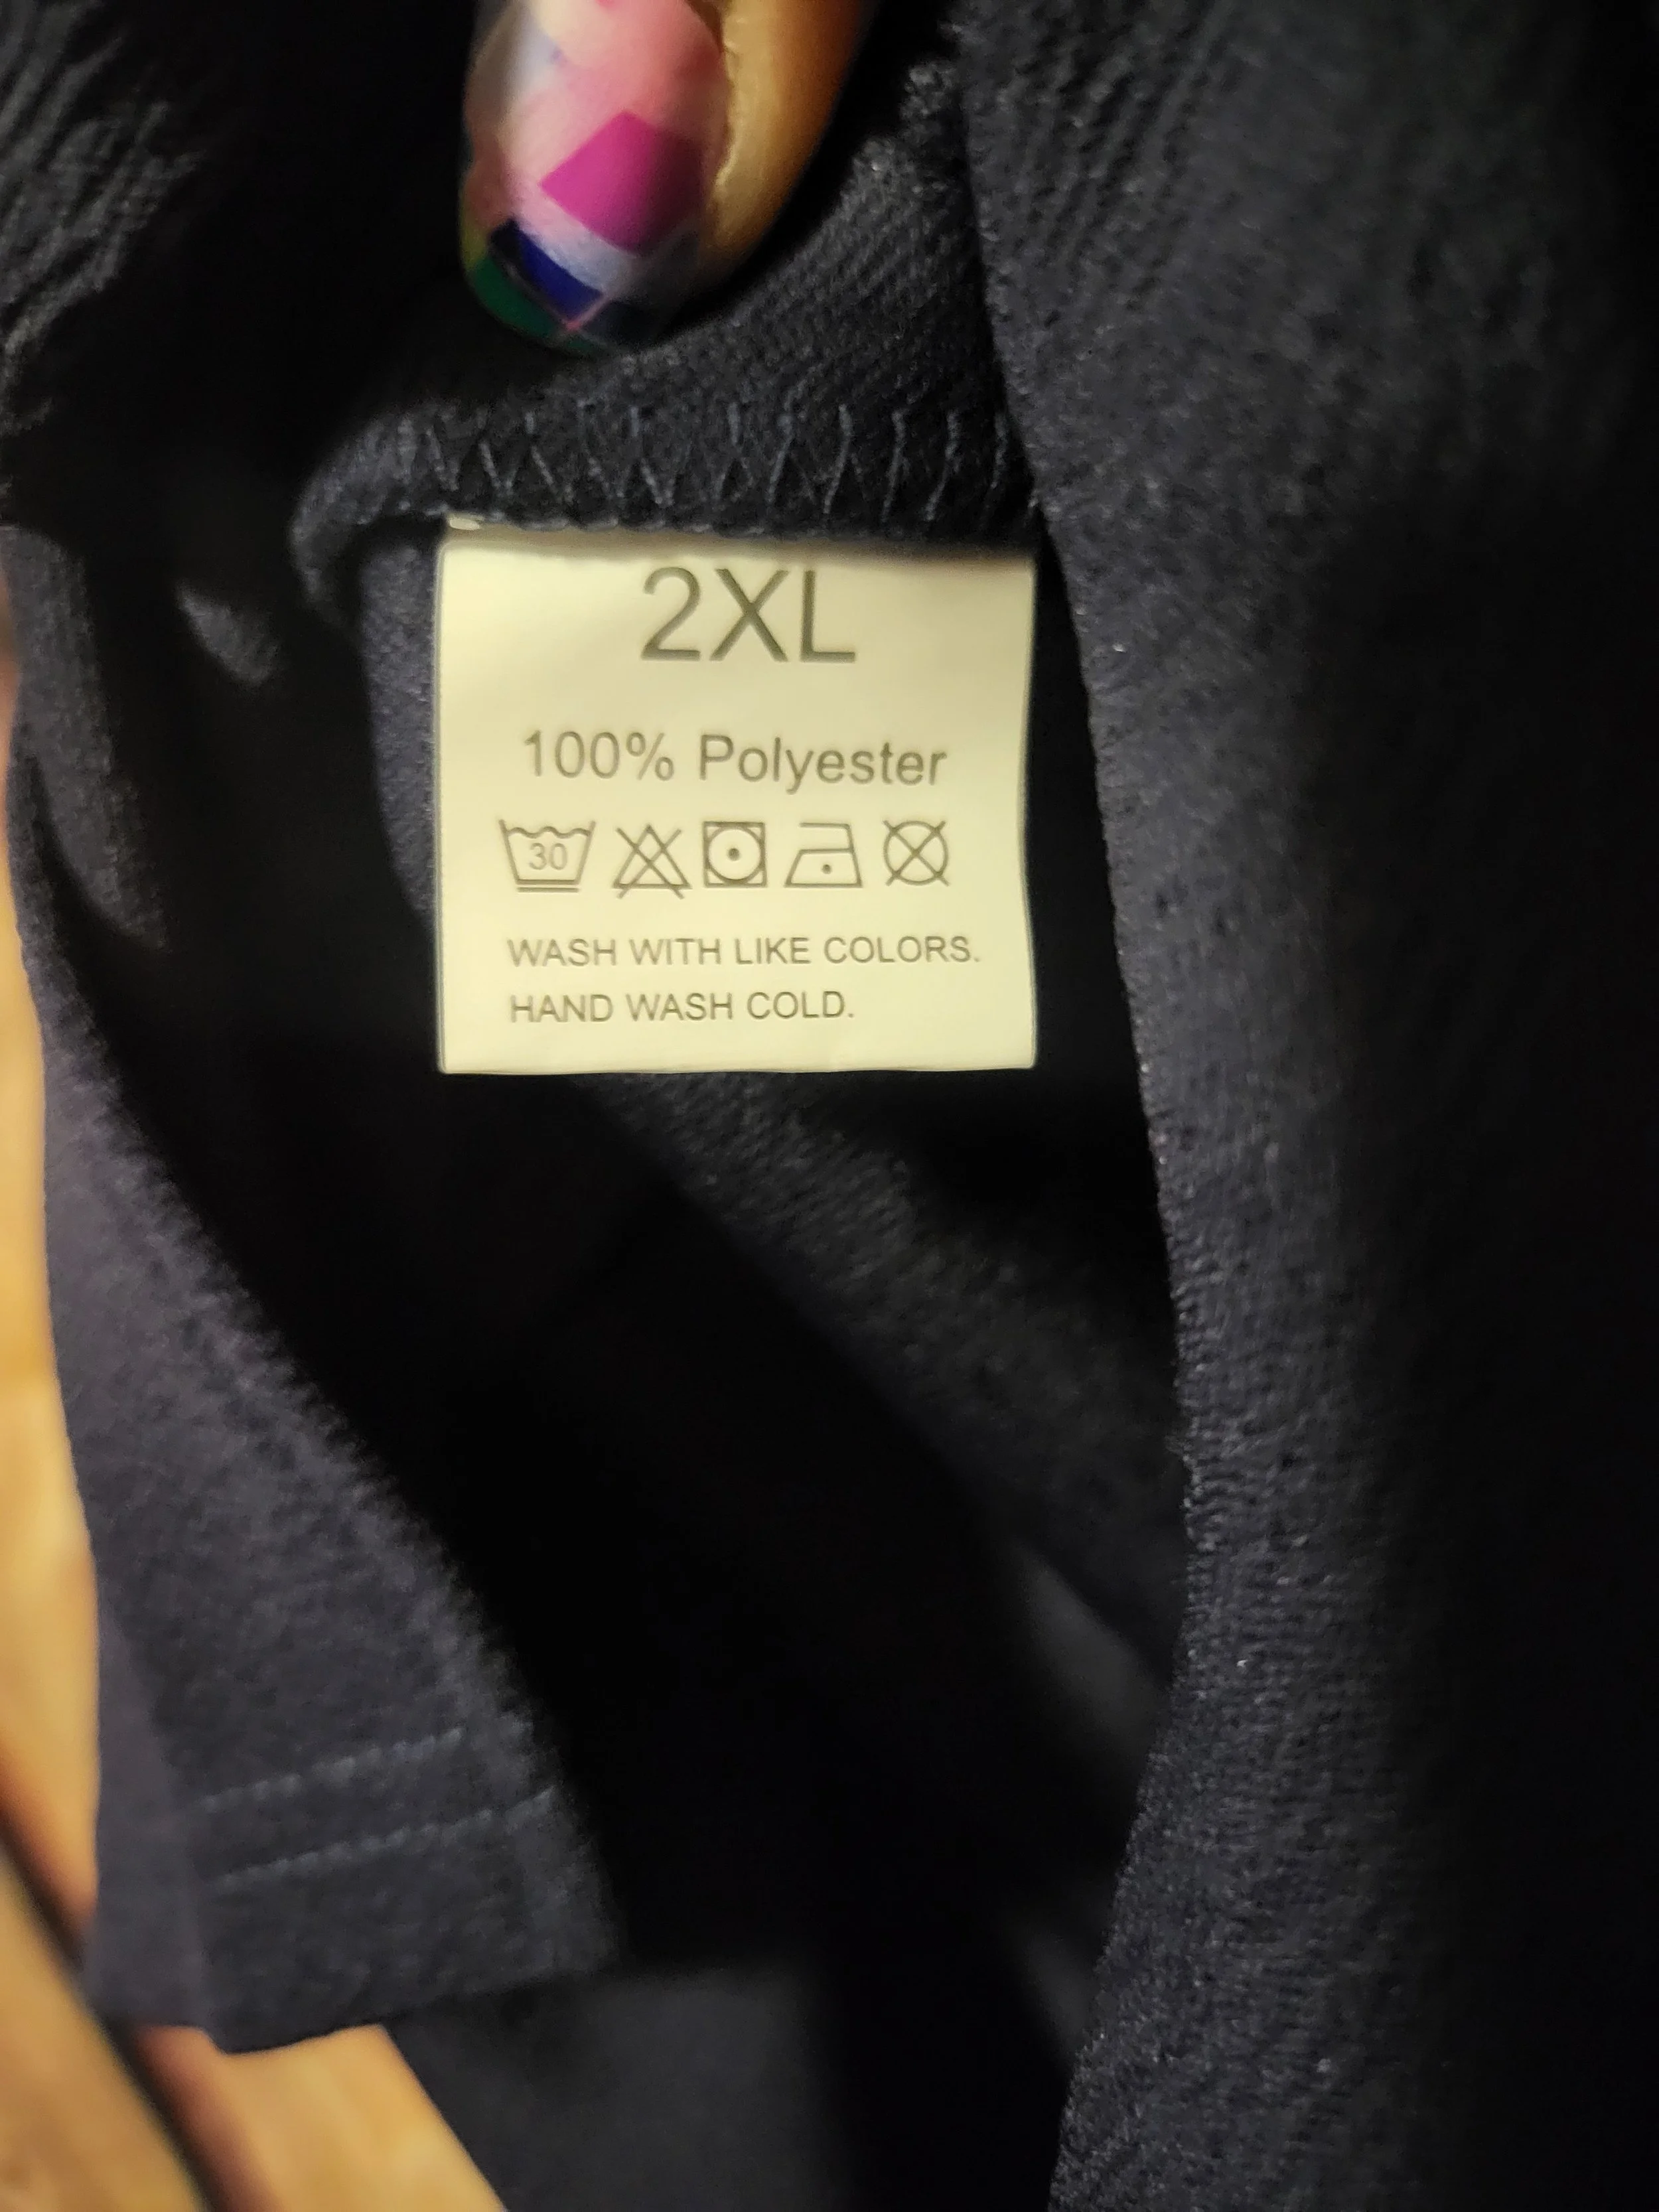 2XL
100% Polyester
30
WASH WITH LIKE COLORS.
HAND WASH COLD.